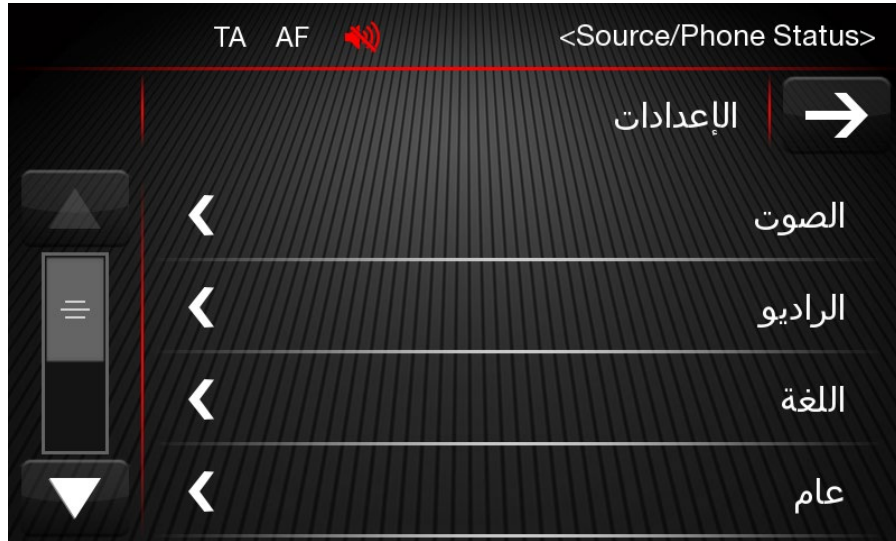 TA AF <Source/Phone Status>
الإعدادات
الصوت
الراديو
اللغة
عام